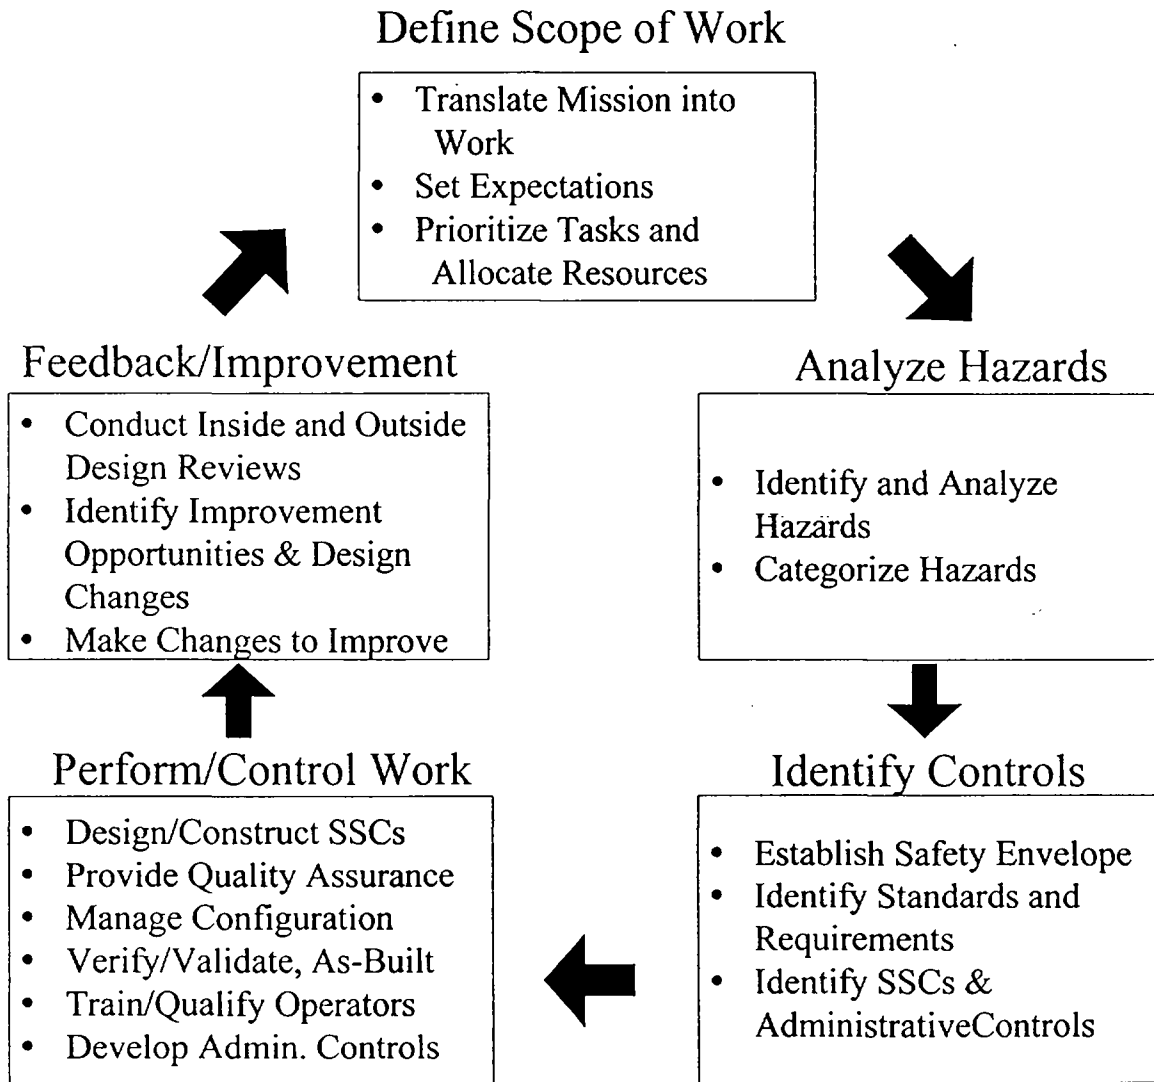 Define Scope of Work
• Translate Mission into
Work
• Set Expectations
• Prioritize Tasks and
Allocate Resources
Feedback/Improvement
• Conduct Inside and Outside
Design Reviews
• Identify Improvement
Opportunities & Design
Changes
• Make Changes to Improve
Analyze Hazards
• Identify and Analyze
Hazards
• Categorize Hazards
Perform/Control Work
• Design/Construct SSCs
• Provide Quality Assurance
• Manage Configuration
• Verify/Validate, As-Built
• Train/Qualify Operators
• Develop Admin. Controls
Identify Controls
• Establish Safety Envelope
• Identify Standards and
Requirements
• Identify SSCs &
AdministrativeControls